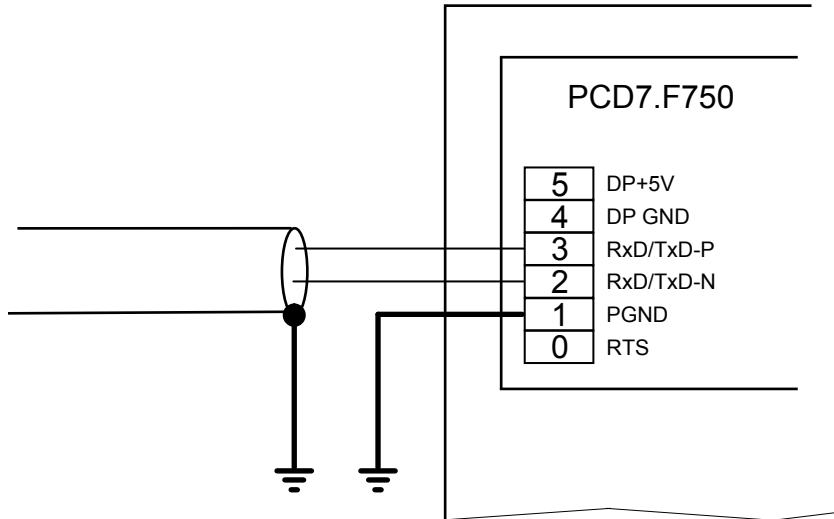 PCD7.F750
5 DP+5V
4 DP GND
3 RxD/TxD-P
2 RxD/TxD-N
1 PGND
0 RTS